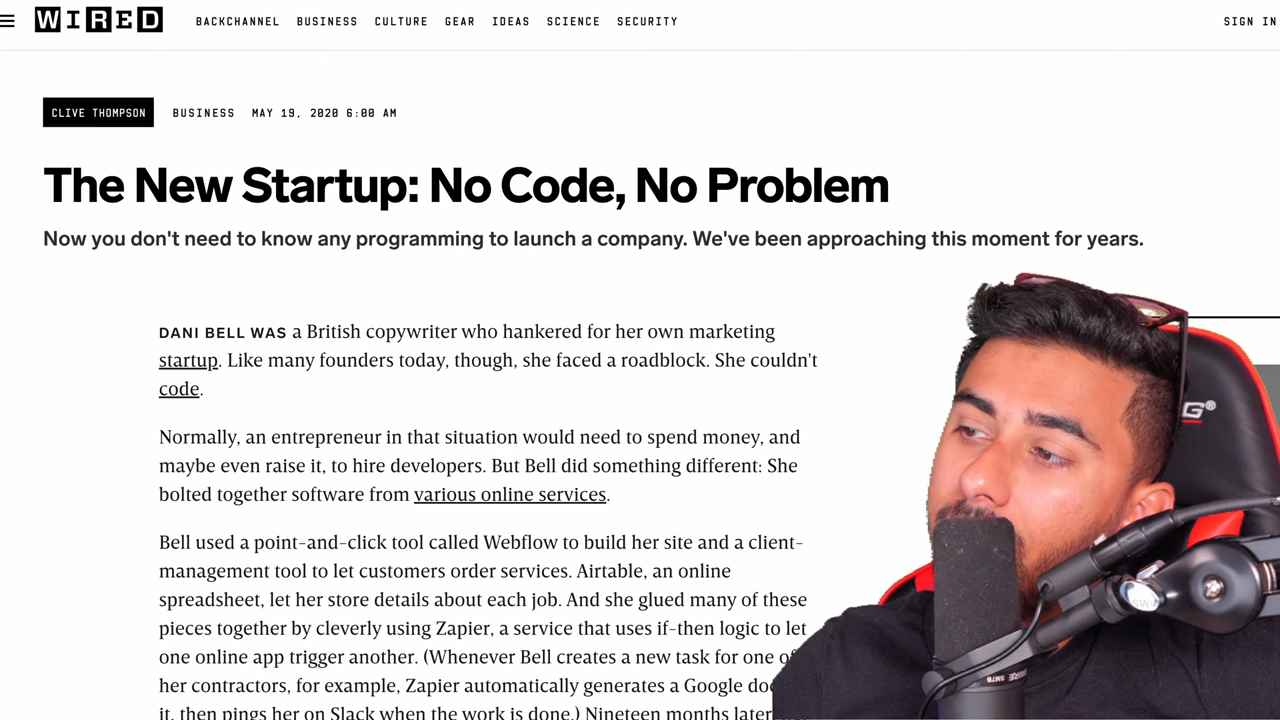 WIRED BACKCHANNEL BUSINESS CULTURE GEAR IDEAS SCIENCE SECURITY SIGN IN
CLIVE THOMPSON BUSINESS MAY 19, 2020 6:00 AM
The New Startup: No Code, No Problem
Now you don't need to know any programming to launch a company. We've been approaching this moment for years.
DANI BELL WAS a British copywriter who hankered for her own marketing
startup. Like many founders today, though, she faced a roadblock. She couldn't
code.
Normally, an entrepreneur in that situation would need to spend money, and
maybe even raise it, to hire developers. But Bell did something different: She
bolted together software from various online services.
Bell used a point-and-click tool called Webflow to build her site and a client-
management tool to let customers order services. Airtable, an online
spreadsheet, let her store details about each job. And she glued many of these
pieces together by cleverly using Zapier, a service that uses if-then logic to let
one online app trigger another. (Whenever Bell creates a new task for one of
her contractors, for example, Zapier automatically generates a Google doc
it, then pings her on Slack when the work is done.) Nineteen months later,
G®
SM7B